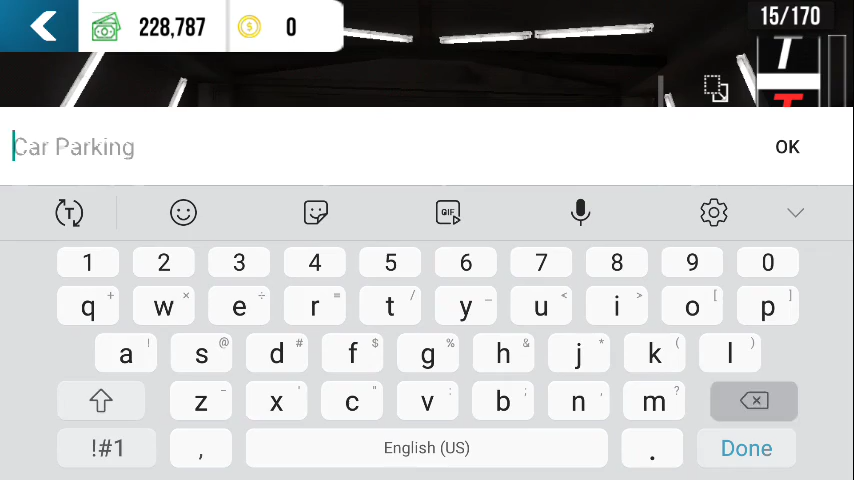 228,787 0 15/170
T
T
Car Parking OK
T GIF
1 2 3 4 5 6 7 8 9 0
q + w × e ÷ r = t / y _ u < i > o [ p ]
a ! s @ d # f $ g % h & j * k ( l )
z - x ' c " v : b ; n , m ?
!#1 , English (US) . Done